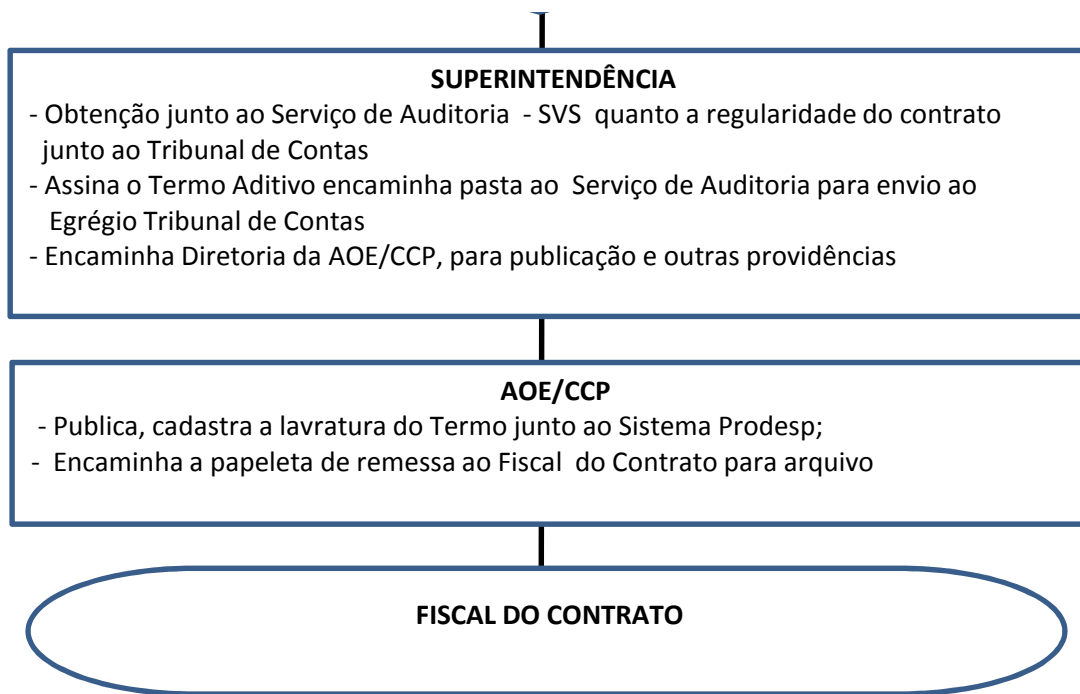 SUPERINTENDÊNCIA
- Obtenção junto ao Serviço de Auditoria - SVS quanto a regularidade do contrato
junto ao Tribunal de Contas
- Assina o Termo Aditivo encaminha pasta ao Serviço de Auditoria para envio ao
Egrégio Tribunal de Contas
- Encaminha Diretoria da AOE/CCP, para publicação e outras providências
AOE/CCP
- Publica, cadastra a lavratura do Termo junto ao Sistema Prodesp;
- Encaminha a papeleta de remessa ao Fiscal do Contrato para arquivo
FISCAL DO CONTRATO